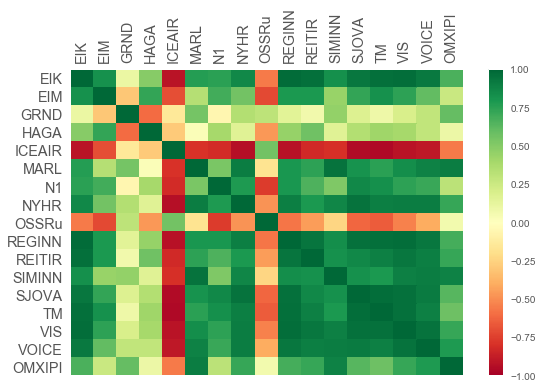 EIK EIM GRND HAGA ICEAIR MARL N1 NYHR OSSRu REGINN REITIR SIMINN SJOVA TM VIS VOICE OMXIPI
EIK
EIM
GRND
HAGA
ICEAIR
MARL
N1
NYHR
OSSRu
REGINN
REITIR
SIMINN
SJOVA
TM
VIS
VOICE
OMXIPI
1.00
0.75
0.50
0.25
0.00
−0.25
−0.50
−0.75
−1.00